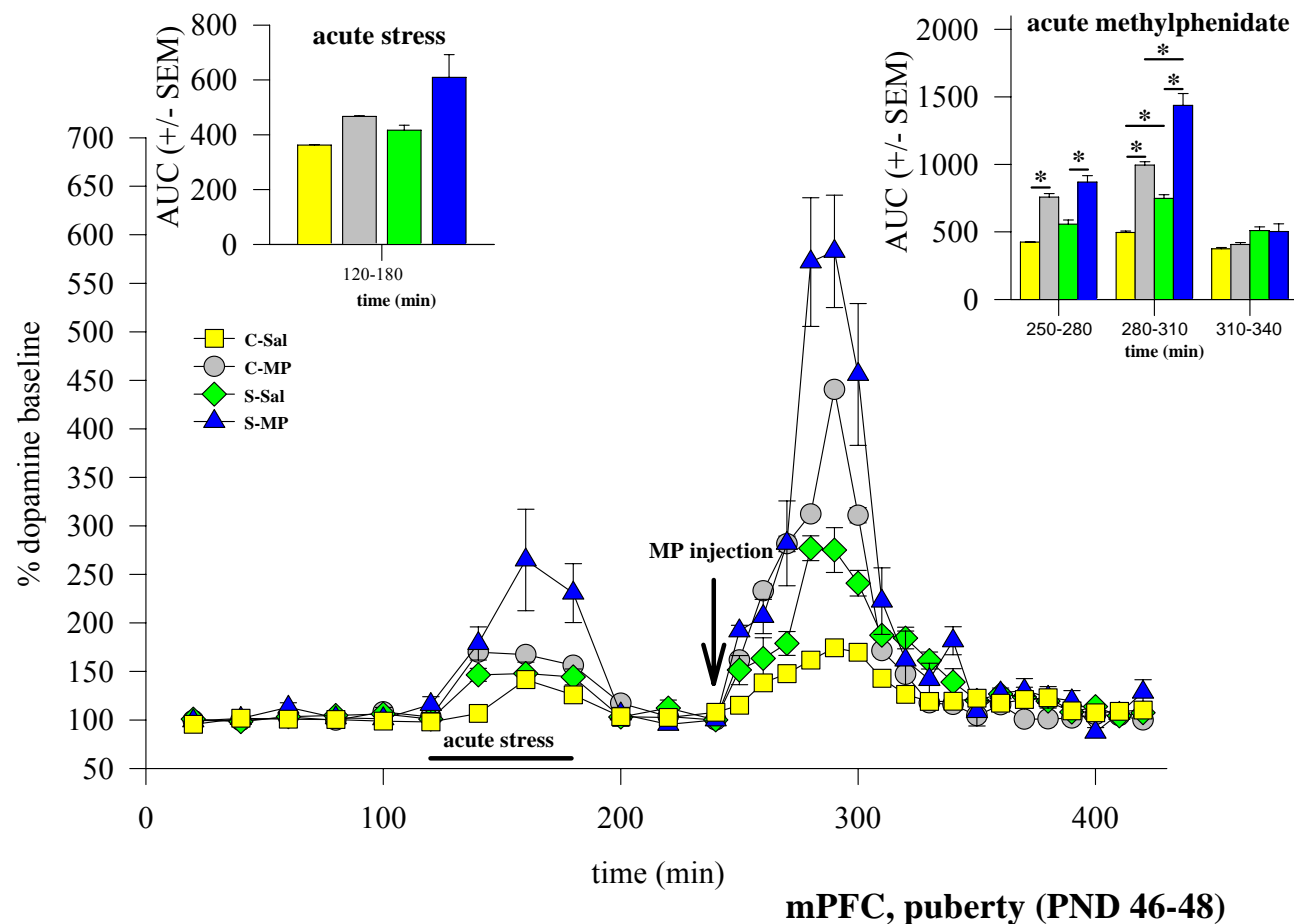 acute stress
AUC (+/- SEM)
800
600
400
200
0
120-180
time (min)
acute methylphenidate
AUC (+/- SEM)
2000
1500
1000
500
0
* * * * * *
250-280 280-310 310-340
time (min)
C-Sal
C-MP
S-Sal
S-MP
% dopamine baseline
700
650
600
550
500
450
400
350
300
250
200
150
100
50
MP injection
acute stress
0 100 200 300 400
time (min)
mPFC, puberty (PND 46-48)